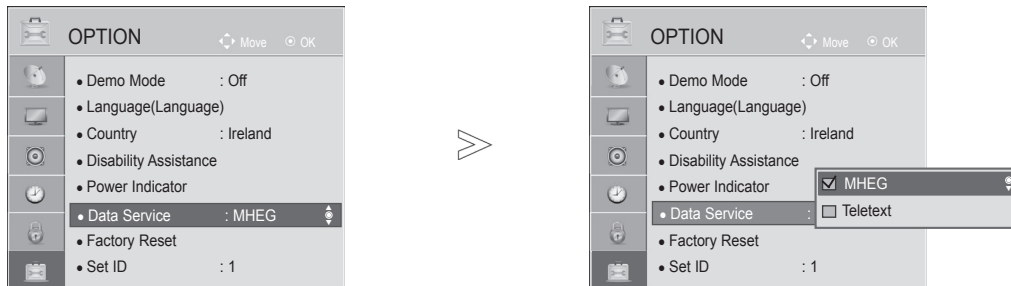 OPTION
Move OK
• Demo Mode : Off
• Language(Language)
• Country : Ireland
• Disability Assistance
• Power Indicator
• Data Service : MHEG
• Factory Reset
• Set ID : 1
OPTION
Move OK
• Demo Mode : Off
• Language(Language)
• Country : Ireland
• Disability Assistance
• Power Indicator
• Data Service :
• Factory Reset
• Set ID : 1
MHEG
Teletext